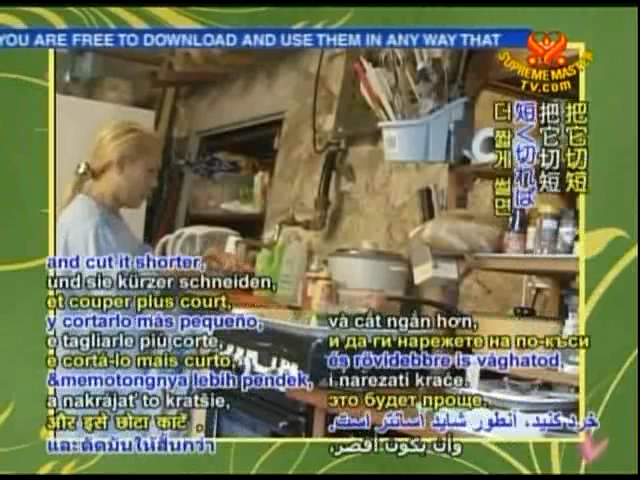 YOU ARE FREE TO DOWNLOAD AND USE THEM IN ANY WAY THAT
SUPREME MASTER
TV.COM
把它切短
把它切短
短く切れば
더 짧게 썰면
and cut it shorter,
und sie kürzer schneiden,
et couper plus court,
y cortarlo más pequeño,
e tagliarle più corte,
e cortá-lo mais curto,
&memotongnya lebih pendek,
a nakrájať to kratšie,
और इसे छोटा काटें ,
และตัดมันให้สั้นกว่า
và cắt ngắn hơn,
и да ги нарежете на по-къси
és rövidebbre is vághatod,
i narezati kraće.
это будет проще.
خرد کنید، اینطور شاید آسانتر است,
وأن يكون أقصر,